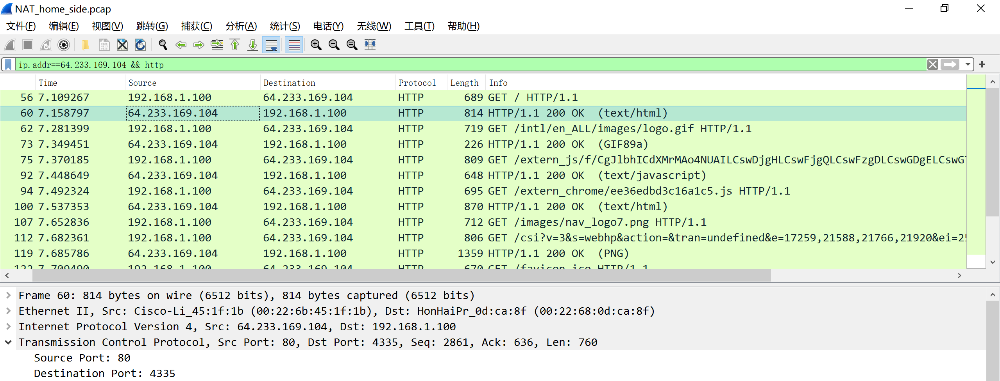 NAT_home_side.pcap
文件(F) 编辑(E) 视图(V) 跳转(G) 捕获(C) 分析(A) 统计(S) 电话(Y) 无线(W) 工具(T) 帮助(H)
ip.addr==64.233.169.104 && http
Time Source Destination Protocol Length Info
56 7.109267 192.168.1.100 64.233.169.104 HTTP 689 GET / HTTP/1.1
60 7.158797 64.233.169.104 192.168.1.100 HTTP 814 HTTP/1.1 200 OK (text/html)
62 7.281399 192.168.1.100 64.233.169.104 HTTP 719 GET /intl/en_ALL/images/logo.gif HTTP/1.1
73 7.349451 64.233.169.104 192.168.1.100 HTTP 226 HTTP/1.1 200 OK (GIF89a)
75 7.370185 192.168.1.100 64.233.169.104 HTTP 809 GET /extern_js/f/CgJlbhICdXMrMAo4NUAILCswDjgHLCswFjgQLCswFzgDLCswGDgELCswG
92 7.448649 64.233.169.104 192.168.1.100 HTTP 648 HTTP/1.1 200 OK (text/javascript)
94 7.492324 192.168.1.100 64.233.169.104 HTTP 695 GET /extern_chrome/ee36edbd3c16a1c5.js HTTP/1.1
100 7.537353 64.233.169.104 192.168.1.100 HTTP 870 HTTP/1.1 200 OK (text/html)
107 7.652836 192.168.1.100 64.233.169.104 HTTP 712 GET /images/nav_logo7.png HTTP/1.1
112 7.682361 192.168.1.100 64.233.169.104 HTTP 806 GET /csi?v=3&s=webhp&action=&tran=undefined&e=17259,21588,21766,21920&ei=2
119 7.685786 64.233.169.104 192.168.1.100 HTTP 1359 HTTP/1.1 200 OK (PNG)
122 7.709490 192.168.1.100 64.233.169.104 HTTP 670 GET /favicon.ico HTTP/1.1
Frame 60: 814 bytes on wire (6512 bits), 814 bytes captured (6512 bits)
Ethernet II, Src: Cisco-Li_45:1f:1b (00:22:6b:45:1f:1b), Dst: HonHaiPr_0d:ca:8f (00:22:68:0d:ca:8f)
Internet Protocol Version 4, Src: 64.233.169.104, Dst: 192.168.1.100
Transmission Control Protocol, Src Port: 80, Dst Port: 4335, Seq: 2861, Ack: 636, Len: 760
Source Port: 80
Destination Port: 4335